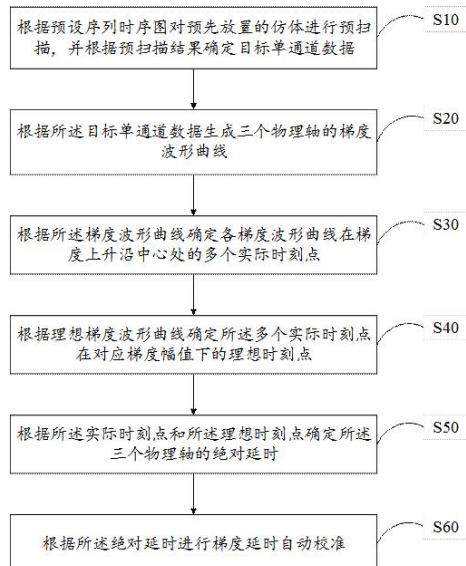 根据预设序列时序图对预先放置的仿体进行预扫
描，并根据预扫描结果确定目标单通道数据
S10
根据所述目标单通道数据生成三个物理轴的梯度
波形曲线
S20
根据所述梯度波形曲线确定各梯度波形曲线在梯
度上升沿中心处的多个实际时刻点
S30
根据理想梯度波形曲线确定所述多个实际时刻点
在对应梯度幅值下的理想时刻点
S40
根据所述实际时刻点和所述理想时刻点确定所述
三个物理轴的绝对延时
S50
根据所述绝对延时进行梯度延时自动校准
S60